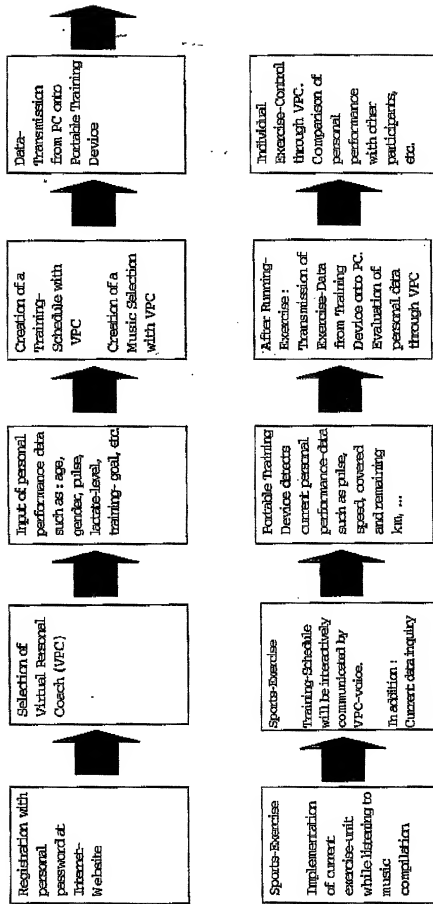 Registration with
personal
password at
Internet-
Website
Selection of
Virtual Personal
Coach (VPC)
Input of personal
performance data
such as : age,
gender, pulse,
lactate-level,
training- goal, etc.
Creation of a
Training-
Schedule with
VPC
Creation of a
Music Selection
with VPC
Data-
Transmission
from PC onto
Portable Training
Device
Sports-Exercise
Implementation
of current
exercise-unit
while listening to
music
compilation
Sports-Exercise
Training-Schedule
will be interactively
communicated by
VPC-voice.
In addition :
Current data inquiry
Portable Training
Device detects
current personal
performance-data
such as pulse,
speed, covered
and remaining
km, ...
After Running-
Exercise :
Transmission of
Exercise-Data
from Training
Device onto PC.
Evaluation of
personal data
through VPC
Individual
Exercise-Control
through VPC.
Comparison of
personal
performance
with other
participants,
etc.